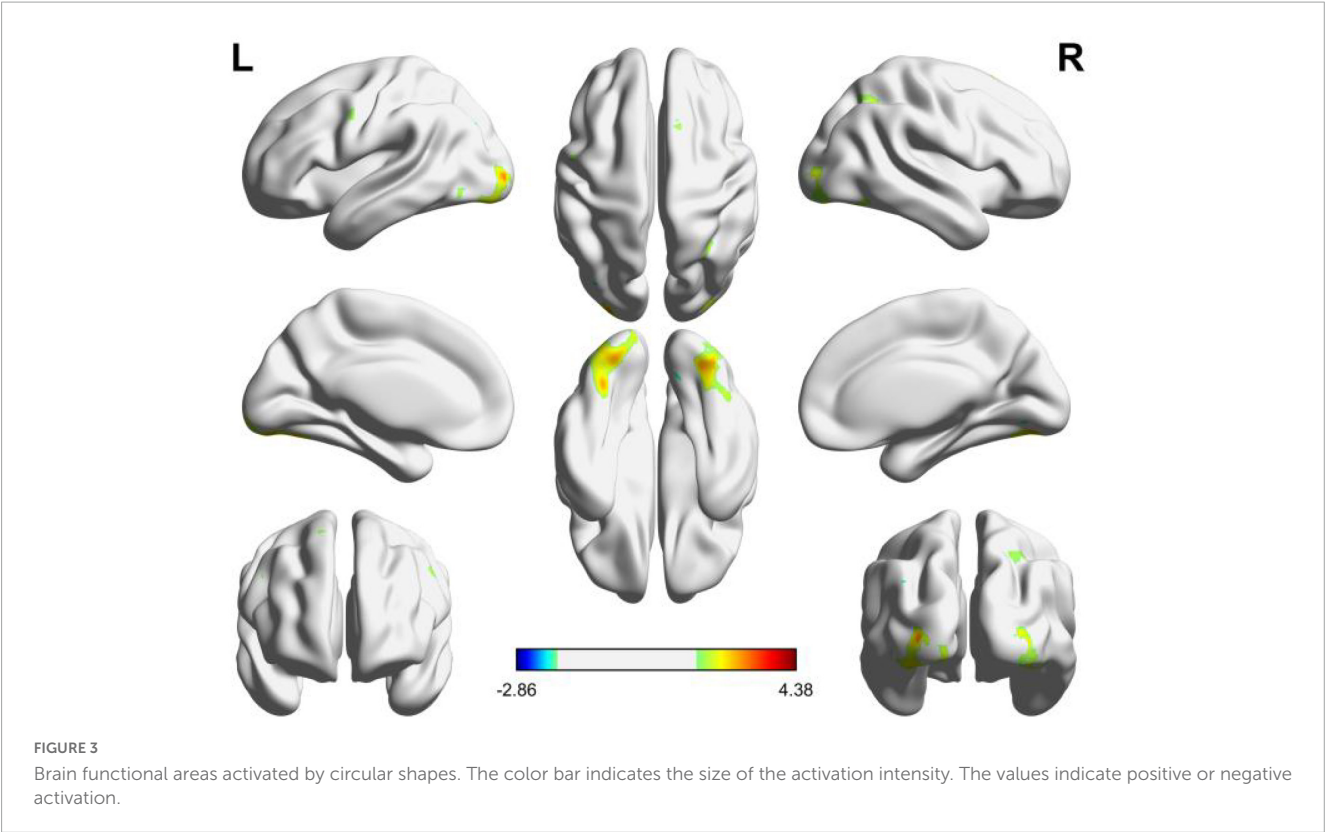 L
R
-2.86
4.38
FIGURE 3
Brain functional areas activated by circular shapes. The color bar indicates the size of the activation intensity. The values indicate positive or negative
activation.